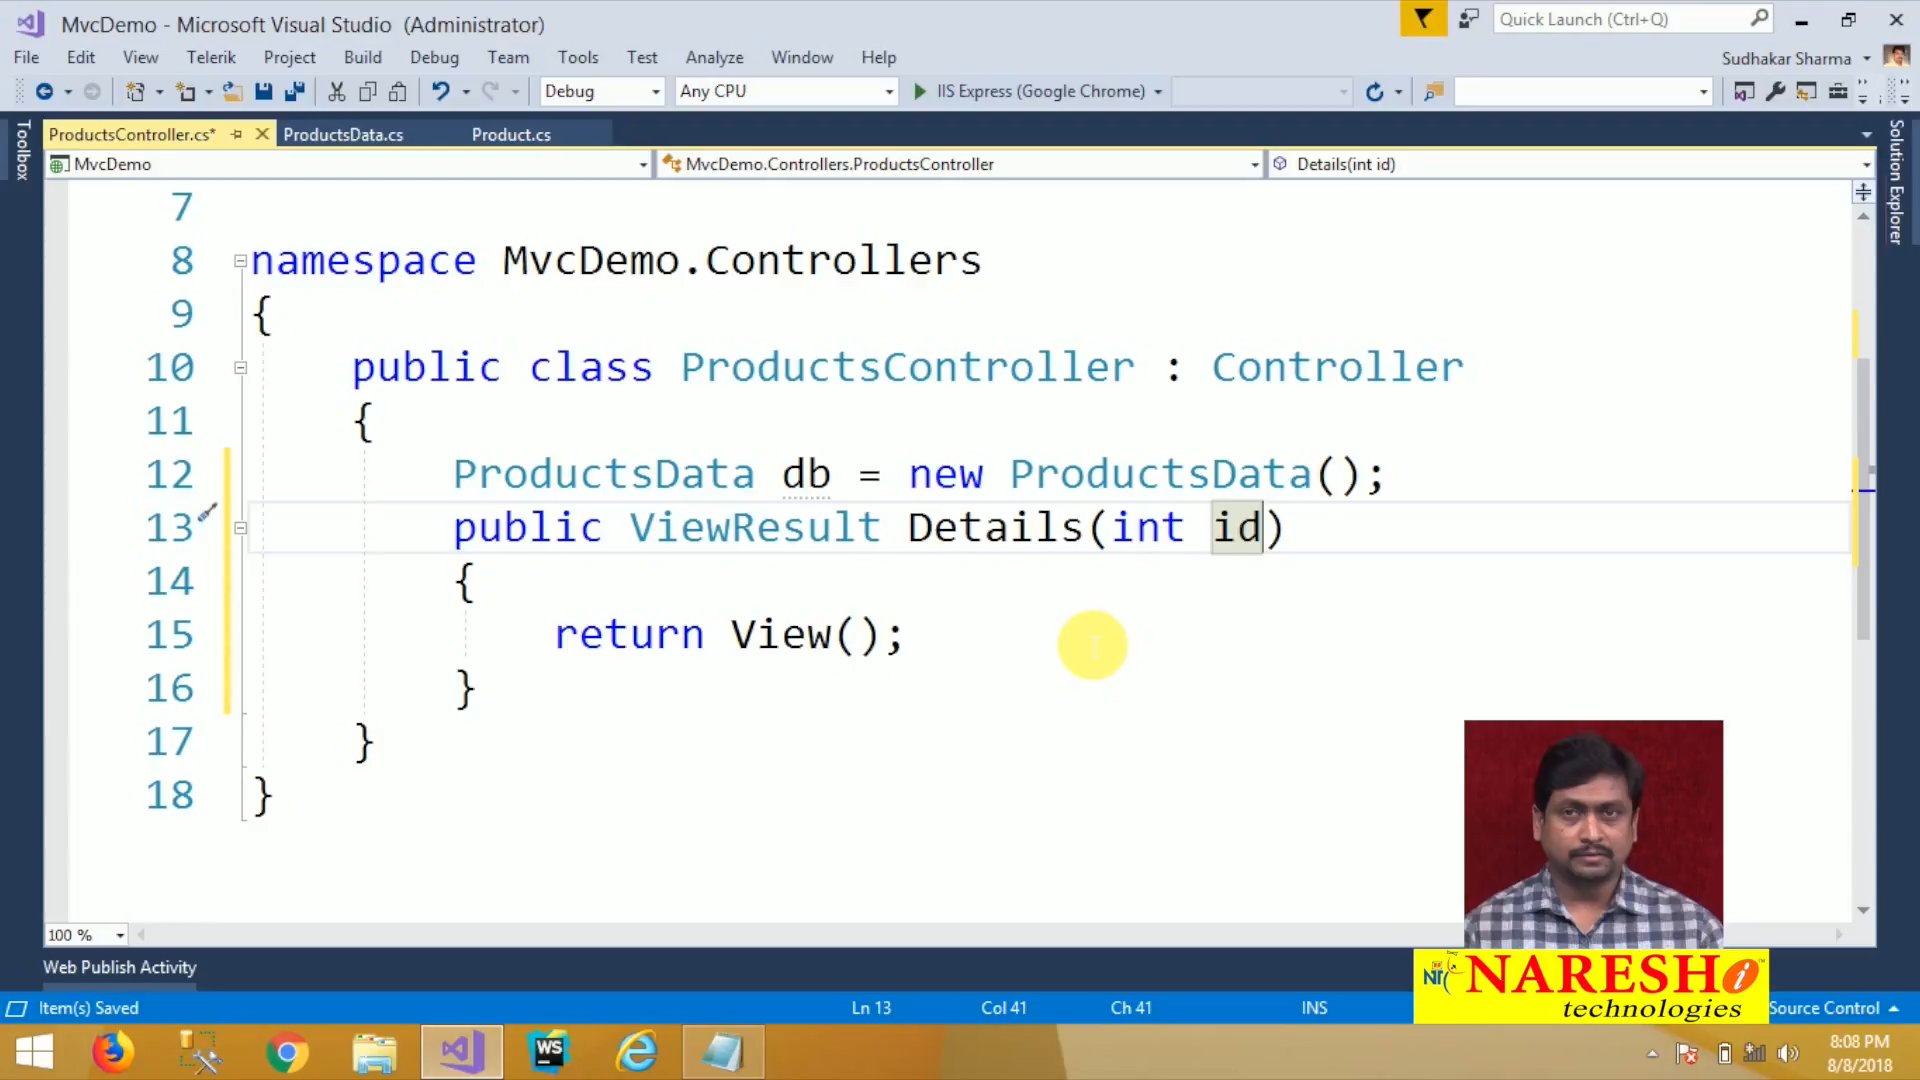 MvcDemo - Microsoft Visual Studio (Administrator)
Quick Launch (Ctrl+Q)
File Edit View Telerik Project Build Debug Team Tools Test Analyze Window Help
Sudhakar Sharma
Debug Any CPU IIS Express (Google Chrome)
Toolbox
ProductsController.cs* ProductsData.cs Product.cs
Solution Explorer
MvcDemo MvcDemo.Controllers.ProductsController Details(int id)
7
8 namespace MvcDemo.Controllers
9 {
10 public class ProductsController : Controller
11 {
12 ProductsData db = new ProductsData();
13 public ViewResult Details(int id)
14 {
15 return View();
16 }
17 }
18 }
100 %
Web Publish Activity
NARESH i
technologies
Item(s) Saved Ln 13 Col 41 Ch 41 INS Source Control
WS
8:08 PM
8/8/2018